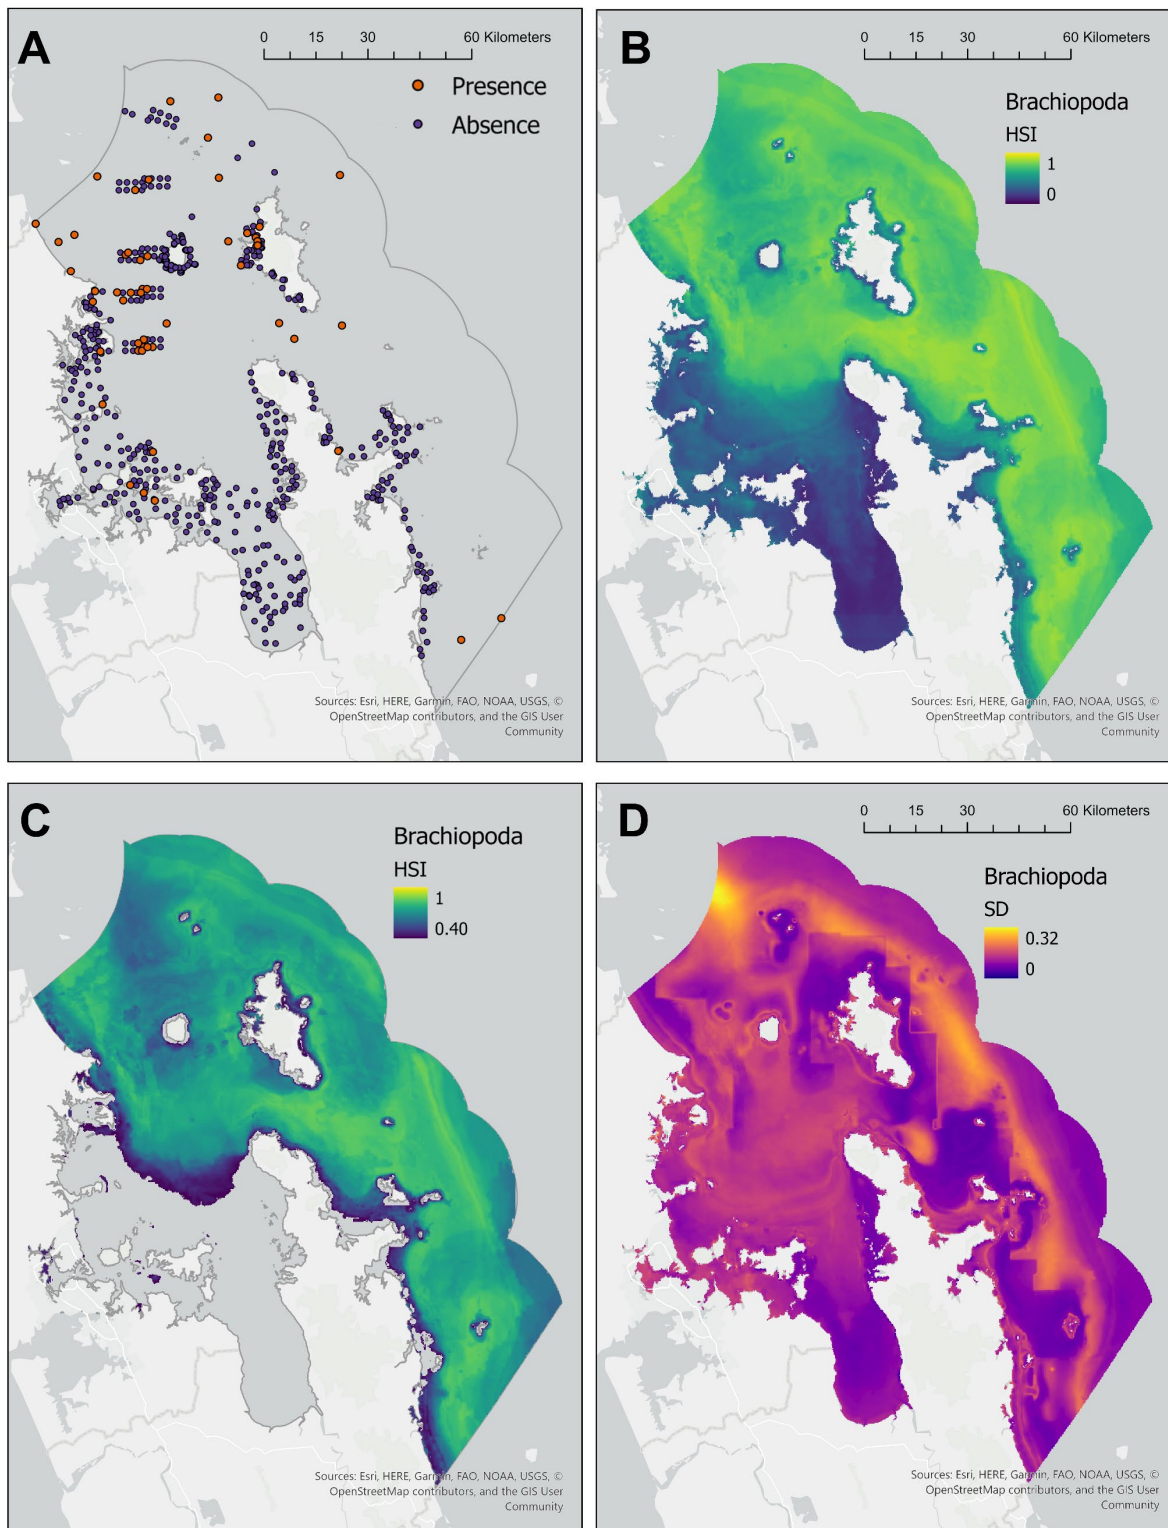 A
0 15 30 60 Kilometers
Presence
Absence
Sources: Esri, HERE, Garmin, FAO, NOAA, USGS, ©
OpenStreetMap contributors, and the GIS User
Community
B
0 15 30 60 Kilometers
Brachiopoda
HSI
1
0
Sources: Esri, HERE, Garmin, FAO, NOAA, USGS, ©
OpenStreetMap contributors, and the GIS User
Community
C
Brachiopoda
HSI
1
0.40
Sources: Esri, HERE, Garmin, FAO, NOAA, USGS, ©
OpenStreetMap contributors, and the GIS User
Community
D
0 15 30 60 Kilometers
Brachiopoda
SD
0.32
0
Sources: Esri, HERE, Garmin, FAO, NOAA, USGS, ©
OpenStreetMap contributors, and the GIS User
Community